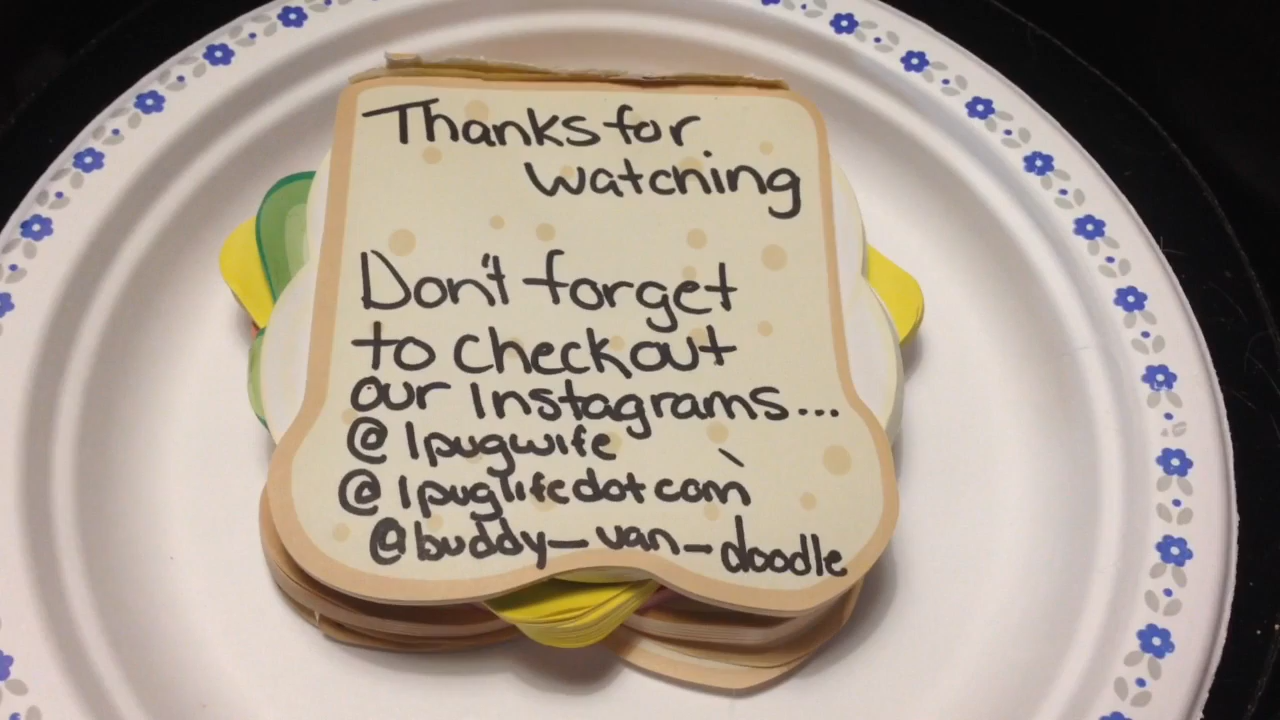 Thanks for
watching
Don't forget
to checkout
our Instagrams...
@1pugwife
@1puglifedotcom
@buddy_van_doodle